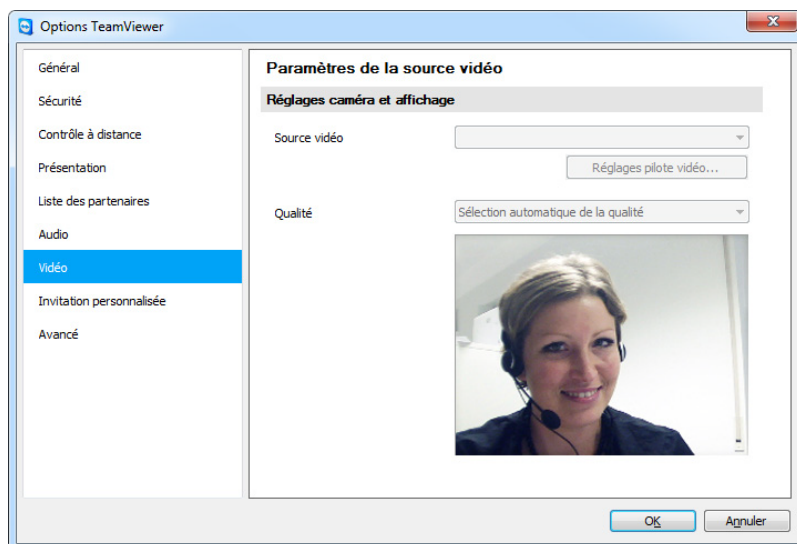 Options TeamViewer
Général
Sécurité
Contrôle à distance
Présentation
Liste des partenaires
Audio
Vidéo
Invitation personnalisée
Avancé
Paramètres de la source vidéo
Réglages caméra et affichage
Source vidéo
Réglages pilote vidéo...
Qualité
Sélection automatique de la qualité
OK
Annuler